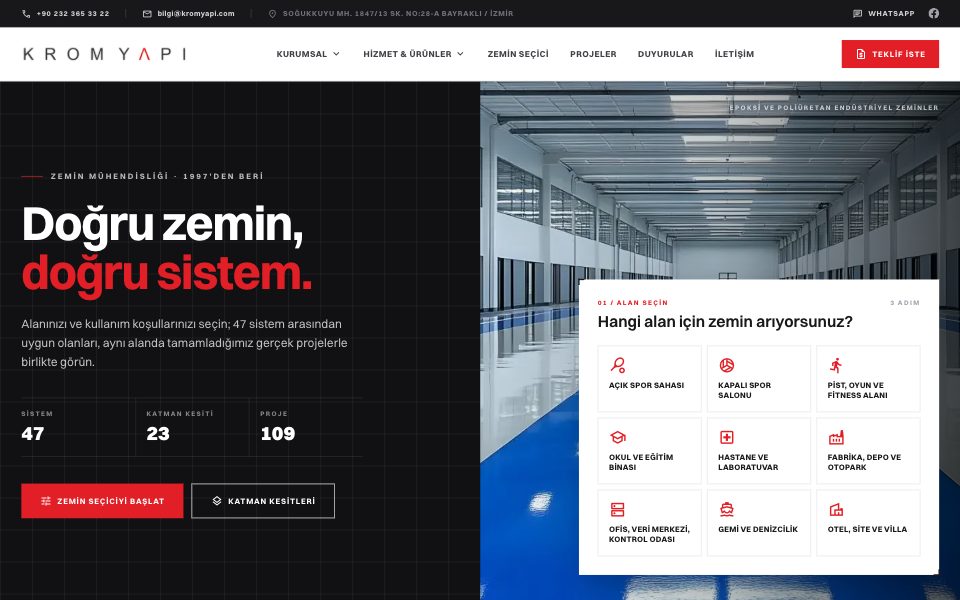 +90 232 365 33 22
bilgi@kromyapi.com
SOĞUKKUYU MH. 1847/13 SK. NO:28-A BAYRAKLI / İZMİR
WHATSAPP
KROM YAPI
KURUMSAL
HİZMET & ÜRÜNLER
ZEMİN SEÇİCİ
PROJELER
DUYURULAR
İLETİŞİM
TEKLİF İSTE
EPOKSİ VE POLİÜRETAN ENDÜSTRİYEL ZEMİNLER
ZEMİN MÜHENDİSLİĞİ · 1997'DEN BERİ
Doğru zemin,
doğru sistem.
Alanınızı ve kullanım koşullarınızı seçin; 47 sistem arasından
uygun olanları, aynı alanda tamamladığımız gerçek projelerle
birlikte görün.
SİSTEM
47
KATMAN KESİTİ
23
PROJE
109
ZEMİN SEÇİCİYİ BAŞLAT
KATMAN KESİTLERİ
01 / ALAN SEÇİN
3 ADIM
Hangi alan için zemin arıyorsunuz?
AÇIK SPOR SAHASI
KAPALI SPOR
SALONU
PİST, OYUN VE
FİTNESS ALANI
OKUL VE EĞİTİM
BİNASI
HASTANE VE
LABORATUVAR
FABRİKA, DEPO VE
OTOPARK
OFİS, VERİ MERKEZİ,
KONTROL ODASI
GEMİ VE DENİZCİLİK
OTEL, SİTE VE VİLLA